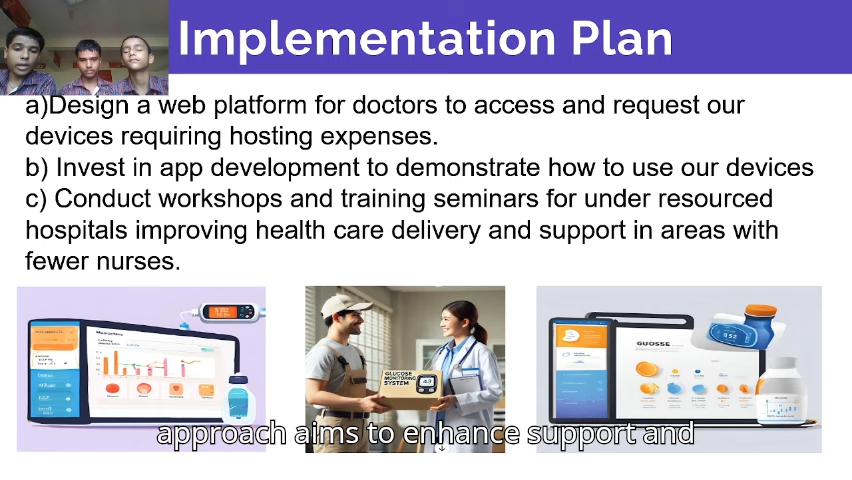 Implementation Plan
a)Design a web platform for doctors to access and request our
devices requiring hosting expenses.
b) Invest in app development to demonstrate how to use our devices
c) Conduct workshops and training seminars for under resourced
hospitals improving health care delivery and support in areas with
fewer nurses.
GLUCOSE
MONITORING
SYSTEM
GUOSSE
approach aims to enhance support and